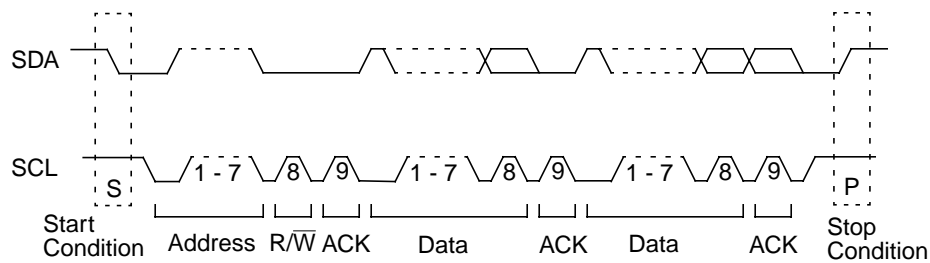 SDA
SCL
S
1 - 7
8
9
1 - 7
8
9
1 - 7
8
9
P
Start
Condition
Address
R/W̅
ACK
Data
ACK
Data
ACK
Stop
Condition